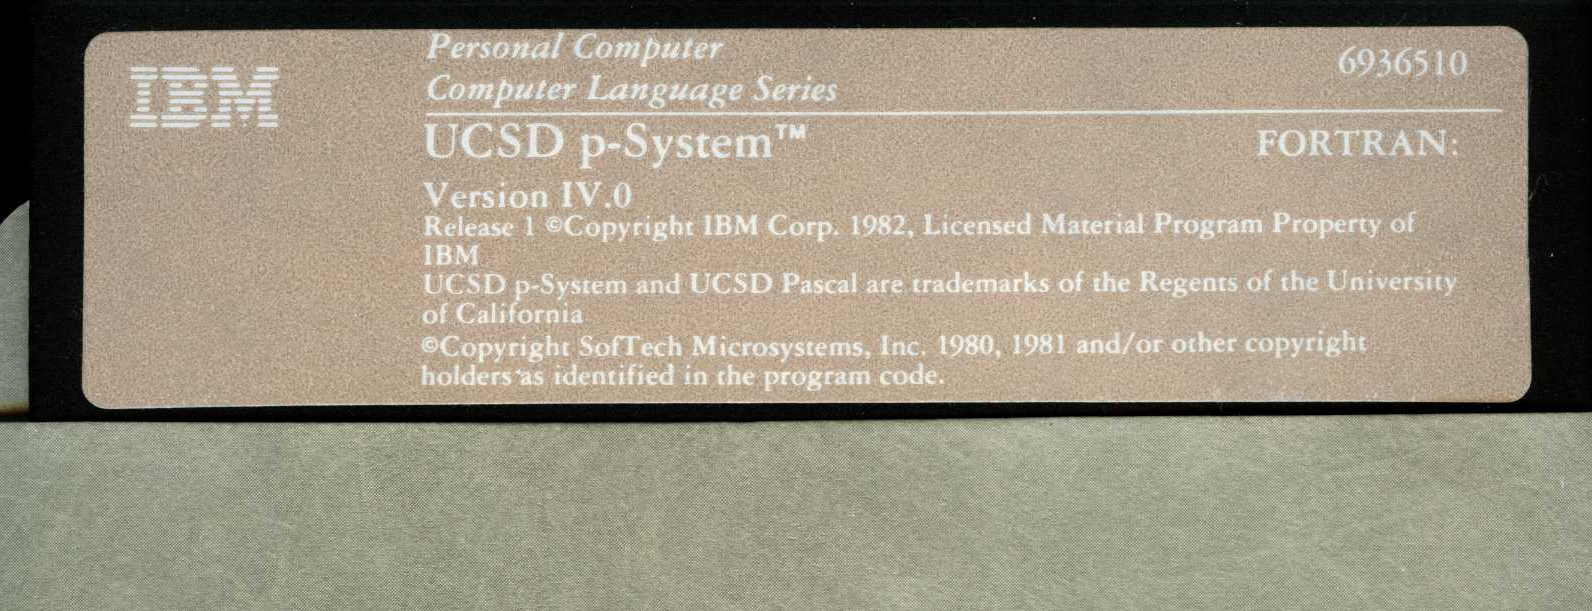 IBM
Personal Computer
Computer Language Series
6936510
UCSD p-System™
FORTRAN:
Version IV.0
Release 1 ©Copyright IBM Corp. 1982, Licensed Material Program Property of
IBM
UCSD p-System and UCSD Pascal are trademarks of the Regents of the University
of California
©Copyright SofTech Microsystems, Inc. 1980, 1981 and/or other copyright
holders as identified in the program code.